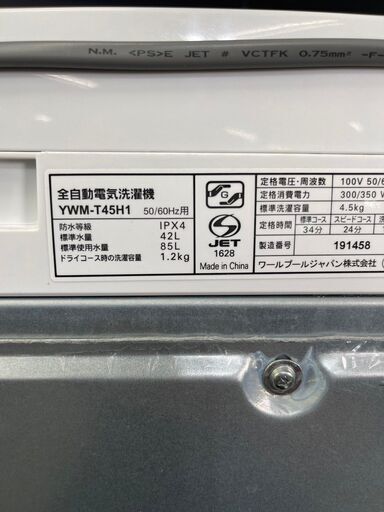 N.M. <PS>E JET # VCTFK 0.75mm² -F-
全自動電気洗濯機
YWM-T45H1 50/60Hz用
防水等級 IPX4
標準水量 42L
標準使用水量 85L
ドライコース時の洗濯容量 1.2kg
SG
JET
1628
Made in China
定格電圧・周波数 100V 50/6
定格消費電力 300/350 W
標準洗濯容量 4.5kg
定格時間 標準コース スピードコース
34分 24分
製造番号 191458
ワールプールジャパン株式会社